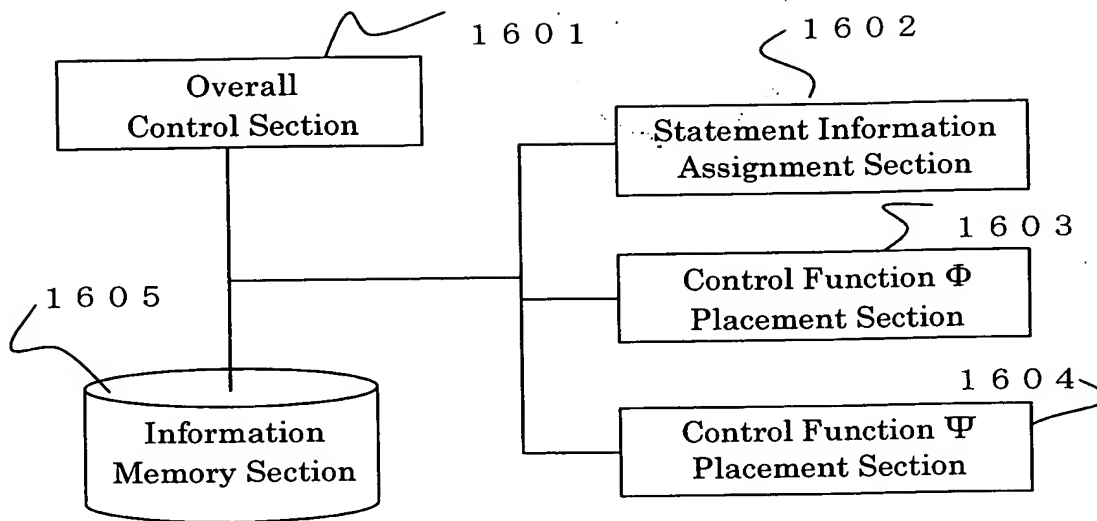 １６０１
Overall
Control Section
１６０２
Statement Information
Assignment Section
１６０３
Control Function Φ
Placement Section
１６０５
Information
Memory Section
１６０４
Control Function Ψ
Placement Section